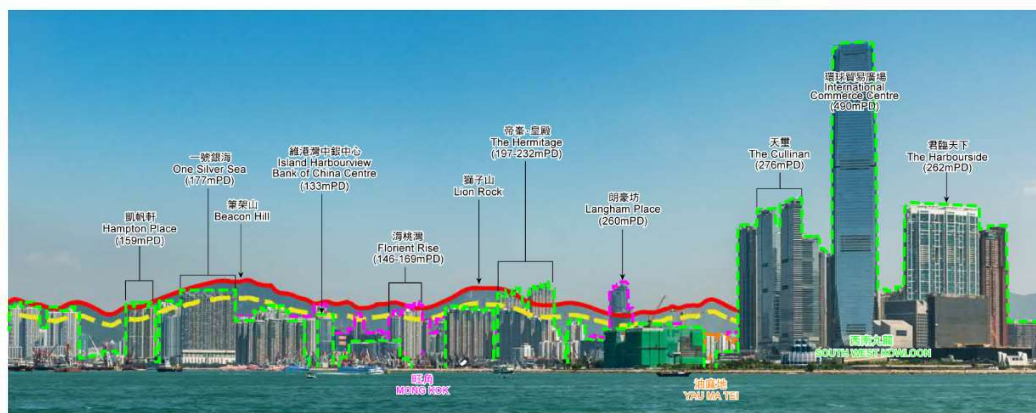 凱帆軒
Hampton Place
(159mPD)
一號銀海
One Silver Sea
(177mPD)
筆架山
Beacon Hill
維港灣中銀中心
Island Harbourview
Bank of China Centre
(133mPD)
海桃灣
Florient Rise
(146-169mPD)
獅子山
Lion Rock
帝峯‧皇殿
The Hermitage
(197-232mPD)
朗豪坊
Langham Place
(260mPD)
天璽
The Cullinan
(276mPD)
環球貿易廣場
International
Commerce Centre
(490mPD)
君臨天下
The Harbourside
(262mPD)
旺角
MONG KOK
油麻地
YAU MA TEI
西南九龍
SOUTH WEST KOWLOON